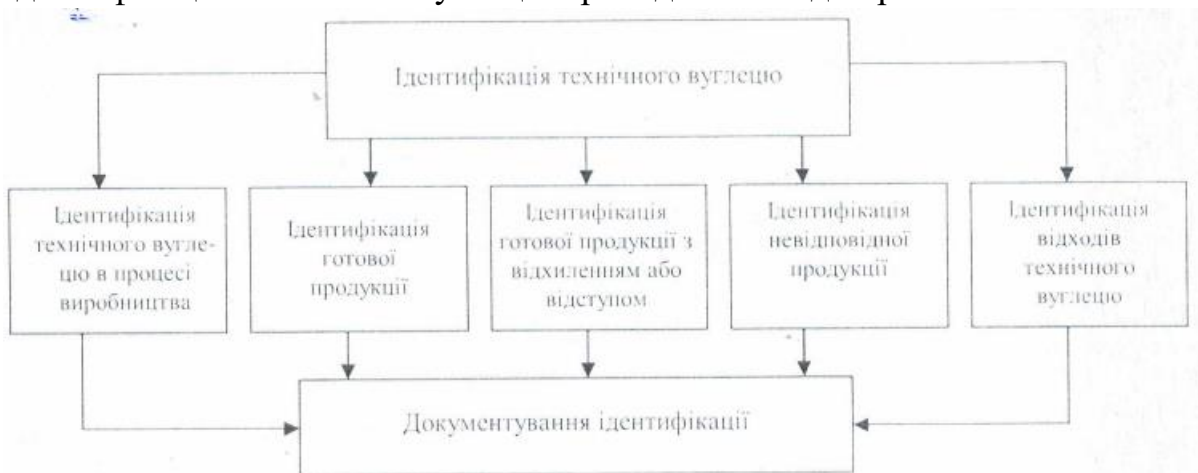 Ідентифікація технічного вуглецю
Ідентифікація
технічного вугле-
цю в процесі
виробництва
Ідентифікація
готової
продукції
Ідентифікація
готової продукції з
відхиленням або
відступом
Ідентифікація
невідповідної
продукції
Ідентифікація
відходів
технічного
вуглецю
Документування ідентифікації